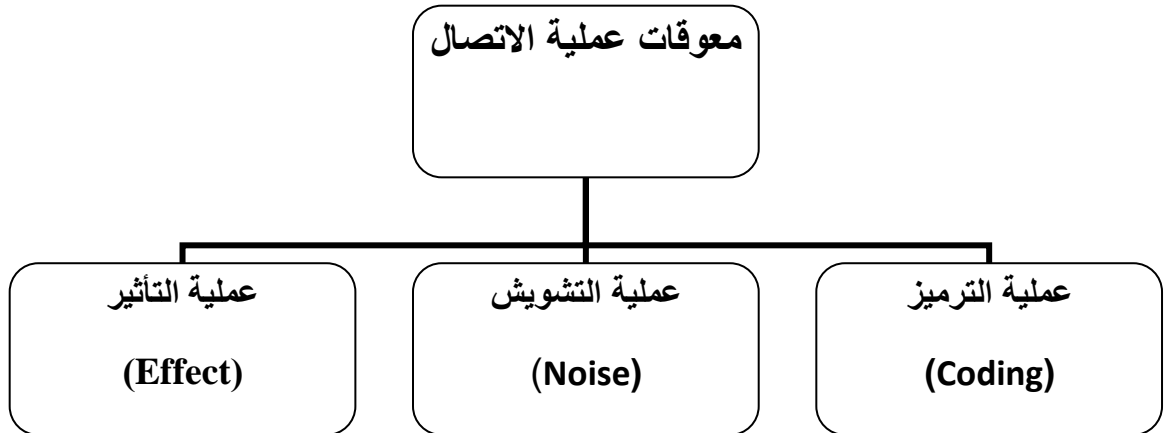 معوقات عملية الاتصال
عملية الترميز
(Coding)
عملية التشويش
(Noise)
عملية التأثير
(Effect)